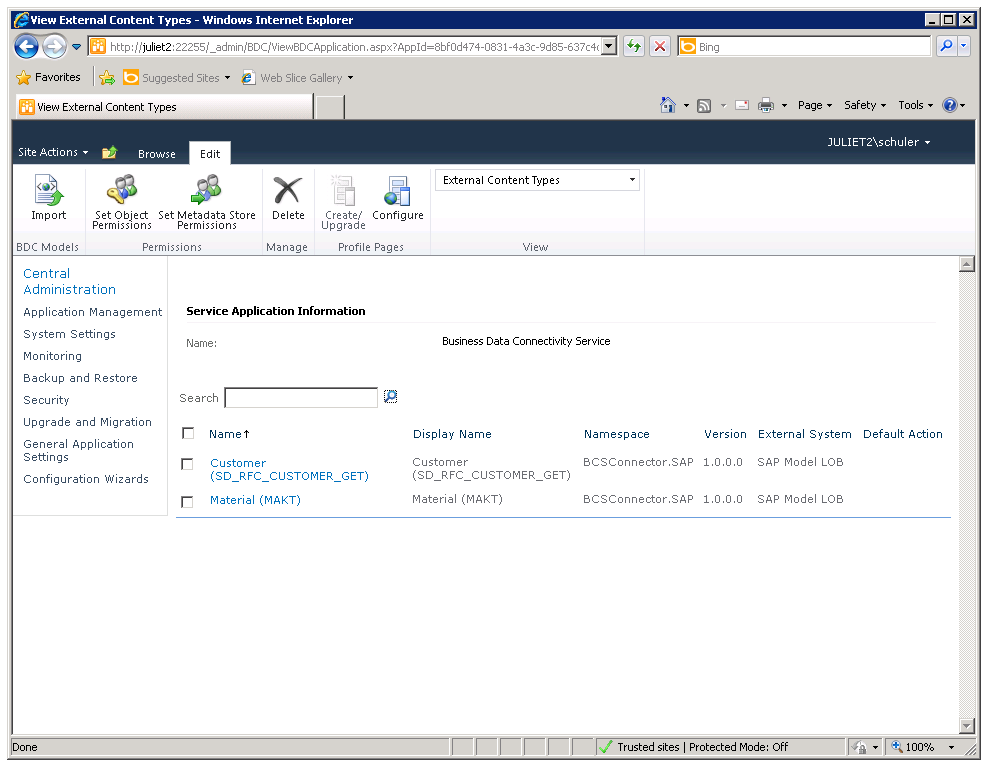 View External Content Types - Windows Internet Explorer
http://juliet2:22255/_admin/BDC/ViewBDCApplication.aspx?AppId=8bf0d474-0831-4a3c-9d85-637c4
Bing
Favorites
Suggested Sites
Web Slice Gallery
View External Content Types
Page
Safety
Tools
Site Actions
Browse
Edit
JULIET2\schuler
Import
Set Object Permissions
Set Metadata Store Permissions
Delete
Create/ Upgrade
Configure
External Content Types
BDC Models
Permissions
Manage
Profile Pages
View
Central
Administration
Application Management
System Settings
Monitoring
Backup and Restore
Security
Upgrade and Migration
General Application
Settings
Configuration Wizards
Service Application Information
Name: Business Data Connectivity Service
Search
Name↑ Display Name Namespace Version External System Default Action
Customer Customer BCSConnector.SAP 1.0.0.0 SAP Model LOB
(SD_RFC_CUSTOMER_GET) (SD_RFC_CUSTOMER_GET)
Material (MAKT) Material (MAKT) BCSConnector.SAP 1.0.0.0 SAP Model LOB
Done
Trusted sites | Protected Mode: Off
100%